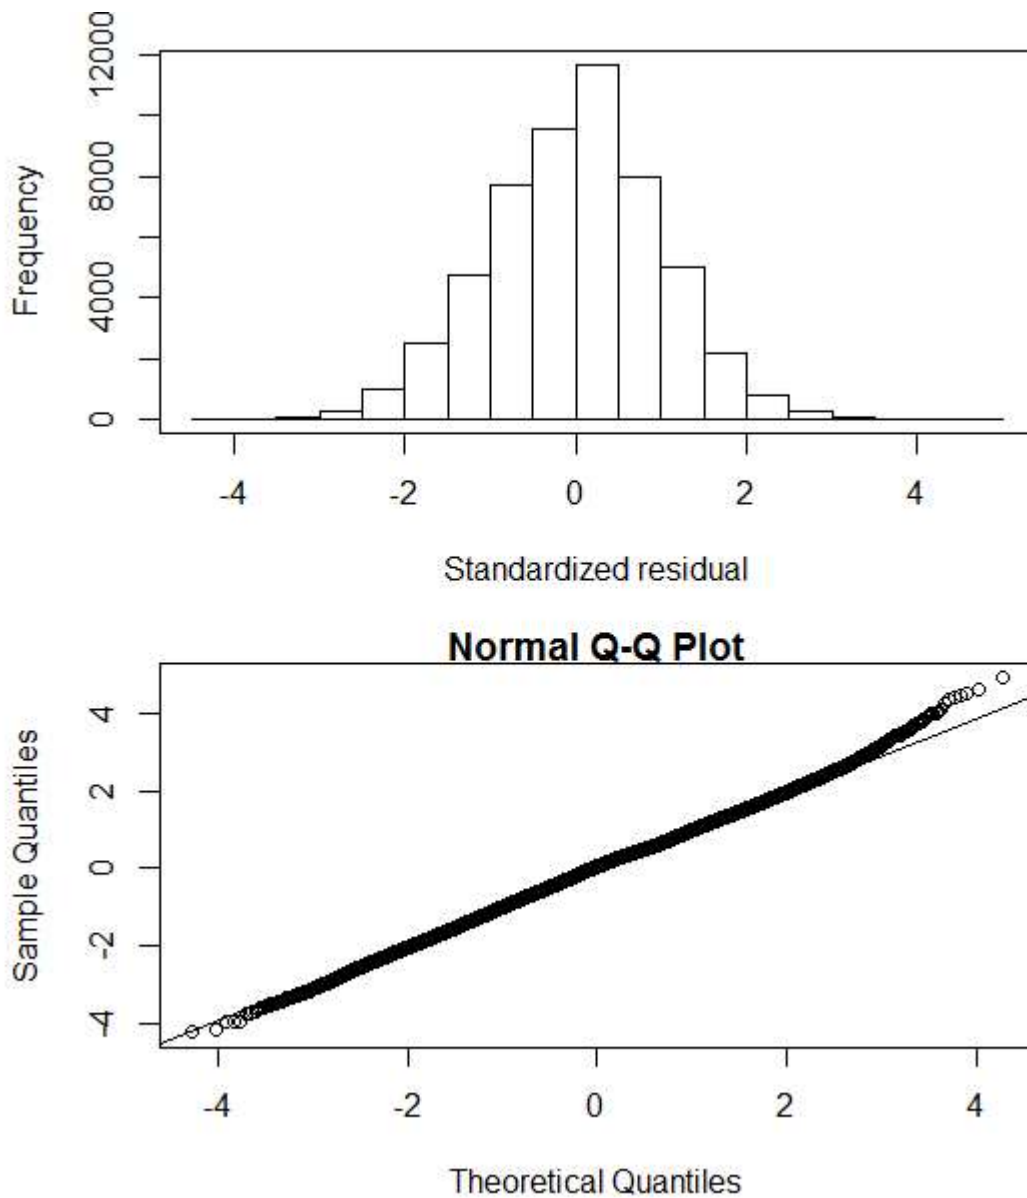 12000
8000
4000
0
Frequency
-4 -2 0 2 4
Standardized residual
Normal Q-Q Plot
4
2
0
-2
-4
Sample Quantiles
-4 -2 0 2 4
Theoretical Quantiles